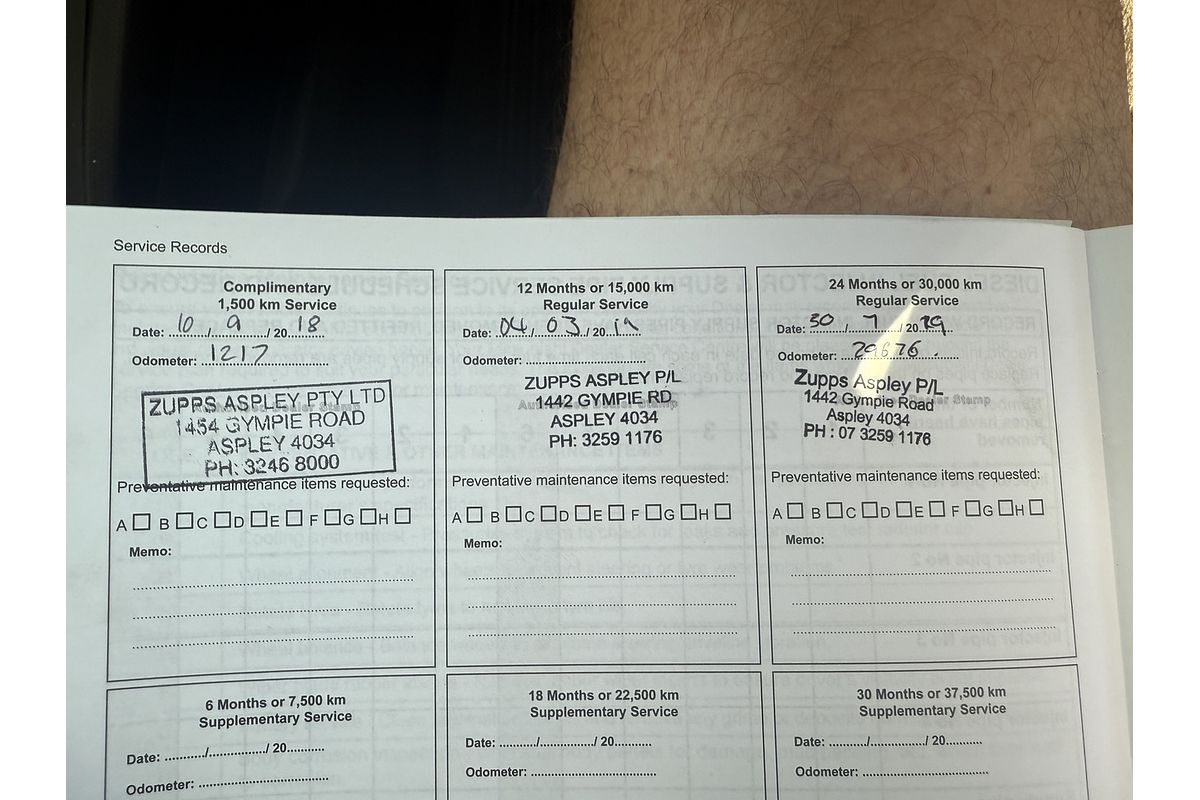 Service Records
Complimentary
1,500 km Service
Date: 10 / 9 / 20 18
Odometer: 1217
ZUPPS ASPLEY PTY LTD
1454 GYMPIE ROAD
ASPLEY 4034
PH: 3246 8000
Preventative maintenance items requested:
A B C D E F G H
Memo:
12 Months or 15,000 km
Regular Service
Date: 04 / 03 / 20 19
Odometer:
ZUPPS ASPLEY P/L
1442 GYMPIE RD
ASPLEY 4034
PH: 3259 1176
Preventative maintenance items requested:
A B C D E F G H
Memo:
24 Months or 30,000 km
Regular Service
Date: 30 / 7 / 20 19
Odometer: 29676
Zupps Aspley P/L
1442 Gympie Road
Aspley 4034
PH : 07 3259 1176
Preventative maintenance items requested:
A B C D E F G H
Memo:
6 Months or 7,500 km
Supplementary Service
Date: / / 20
Odometer:
18 Months or 22,500 km
Supplementary Service
Date: / / 20
Odometer:
30 Months or 37,500 km
Supplementary Service
Date: / / 20
Odometer: